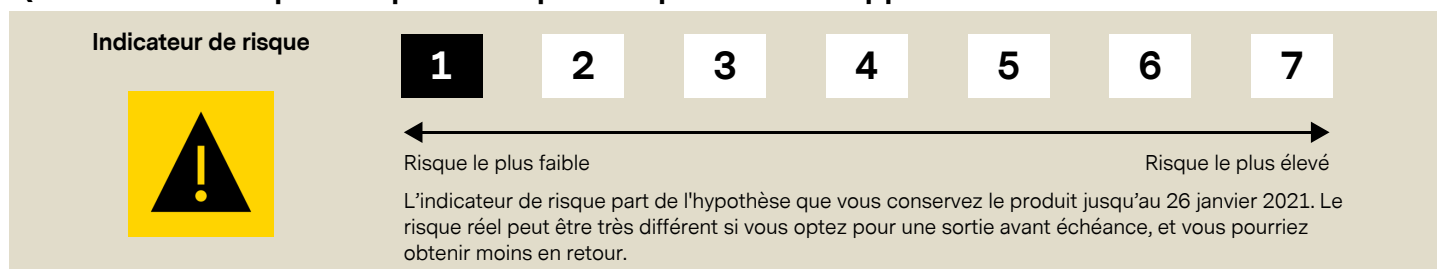 Indicateur de risque
1 2 3 4 5 6 7
Risque le plus faible
Risque le plus élevé
L’indicateur de risque part de l'hypothèse que vous conservez le produit jusqu’au 26 janvier 2021. Le
risque réel peut être très différent si vous optez pour une sortie avant échéance, et vous pourriez
obtenir moins en retour.